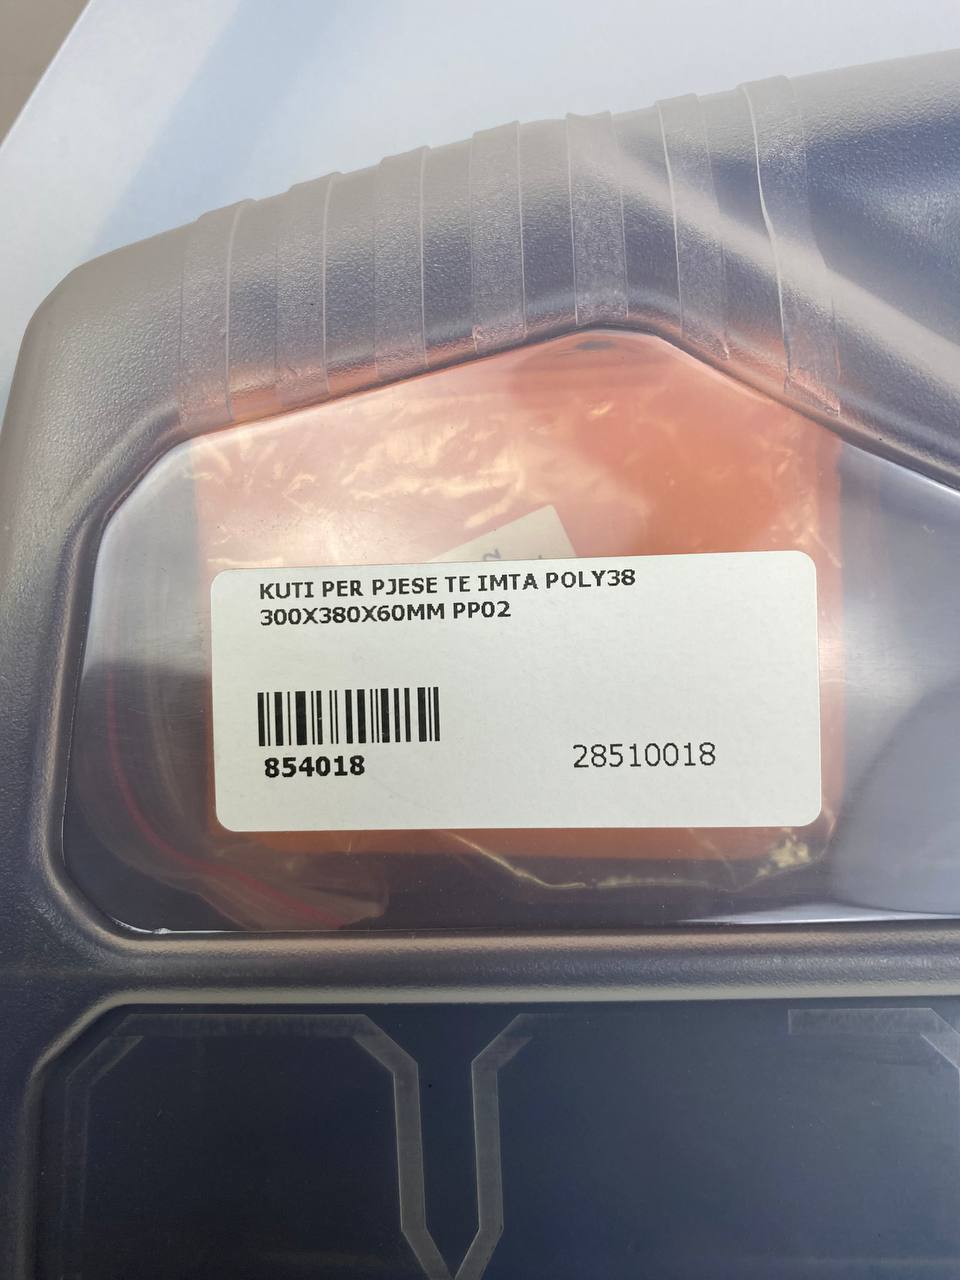 KUTI PER PJESE TE IMTA POLY38
300X380X60MM PP02
854018
28510018